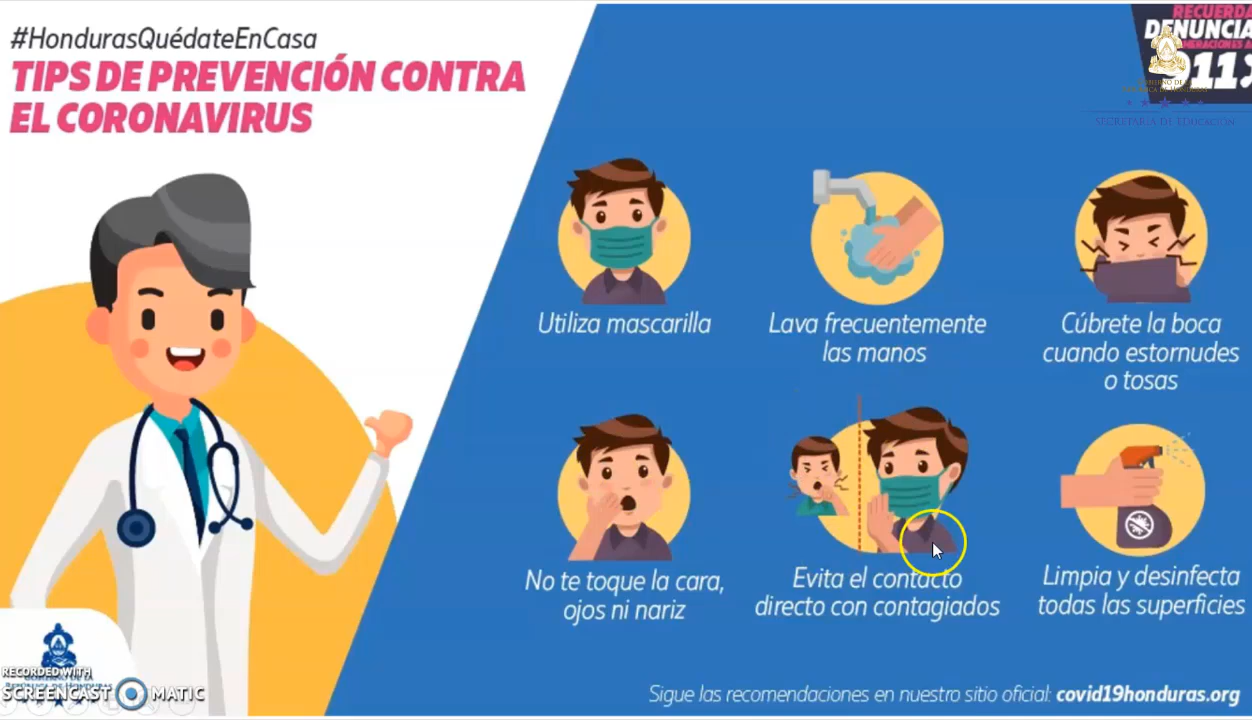 #HondurasQuédateEnCasa
TIPS DE PREVENCIÓN CONTRA
EL CORONAVIRUS
RECUERDA
DENUNCIA
911
SECRETARÍA DE EDUCACIÓN
Utiliza mascarilla
Lava frecuentemente
las manos
Cúbrete la boca
cuando estornudes
o tosas
No te toque la cara,
ojos ni nariz
Evita el contacto
directo con contagiados
Limpia y desinfecta
todas las superficies
RECORDED WITH
SCREENCAST MATIC
Sigue las recomendaciones en nuestro sitio oficial: covid19honduras.org